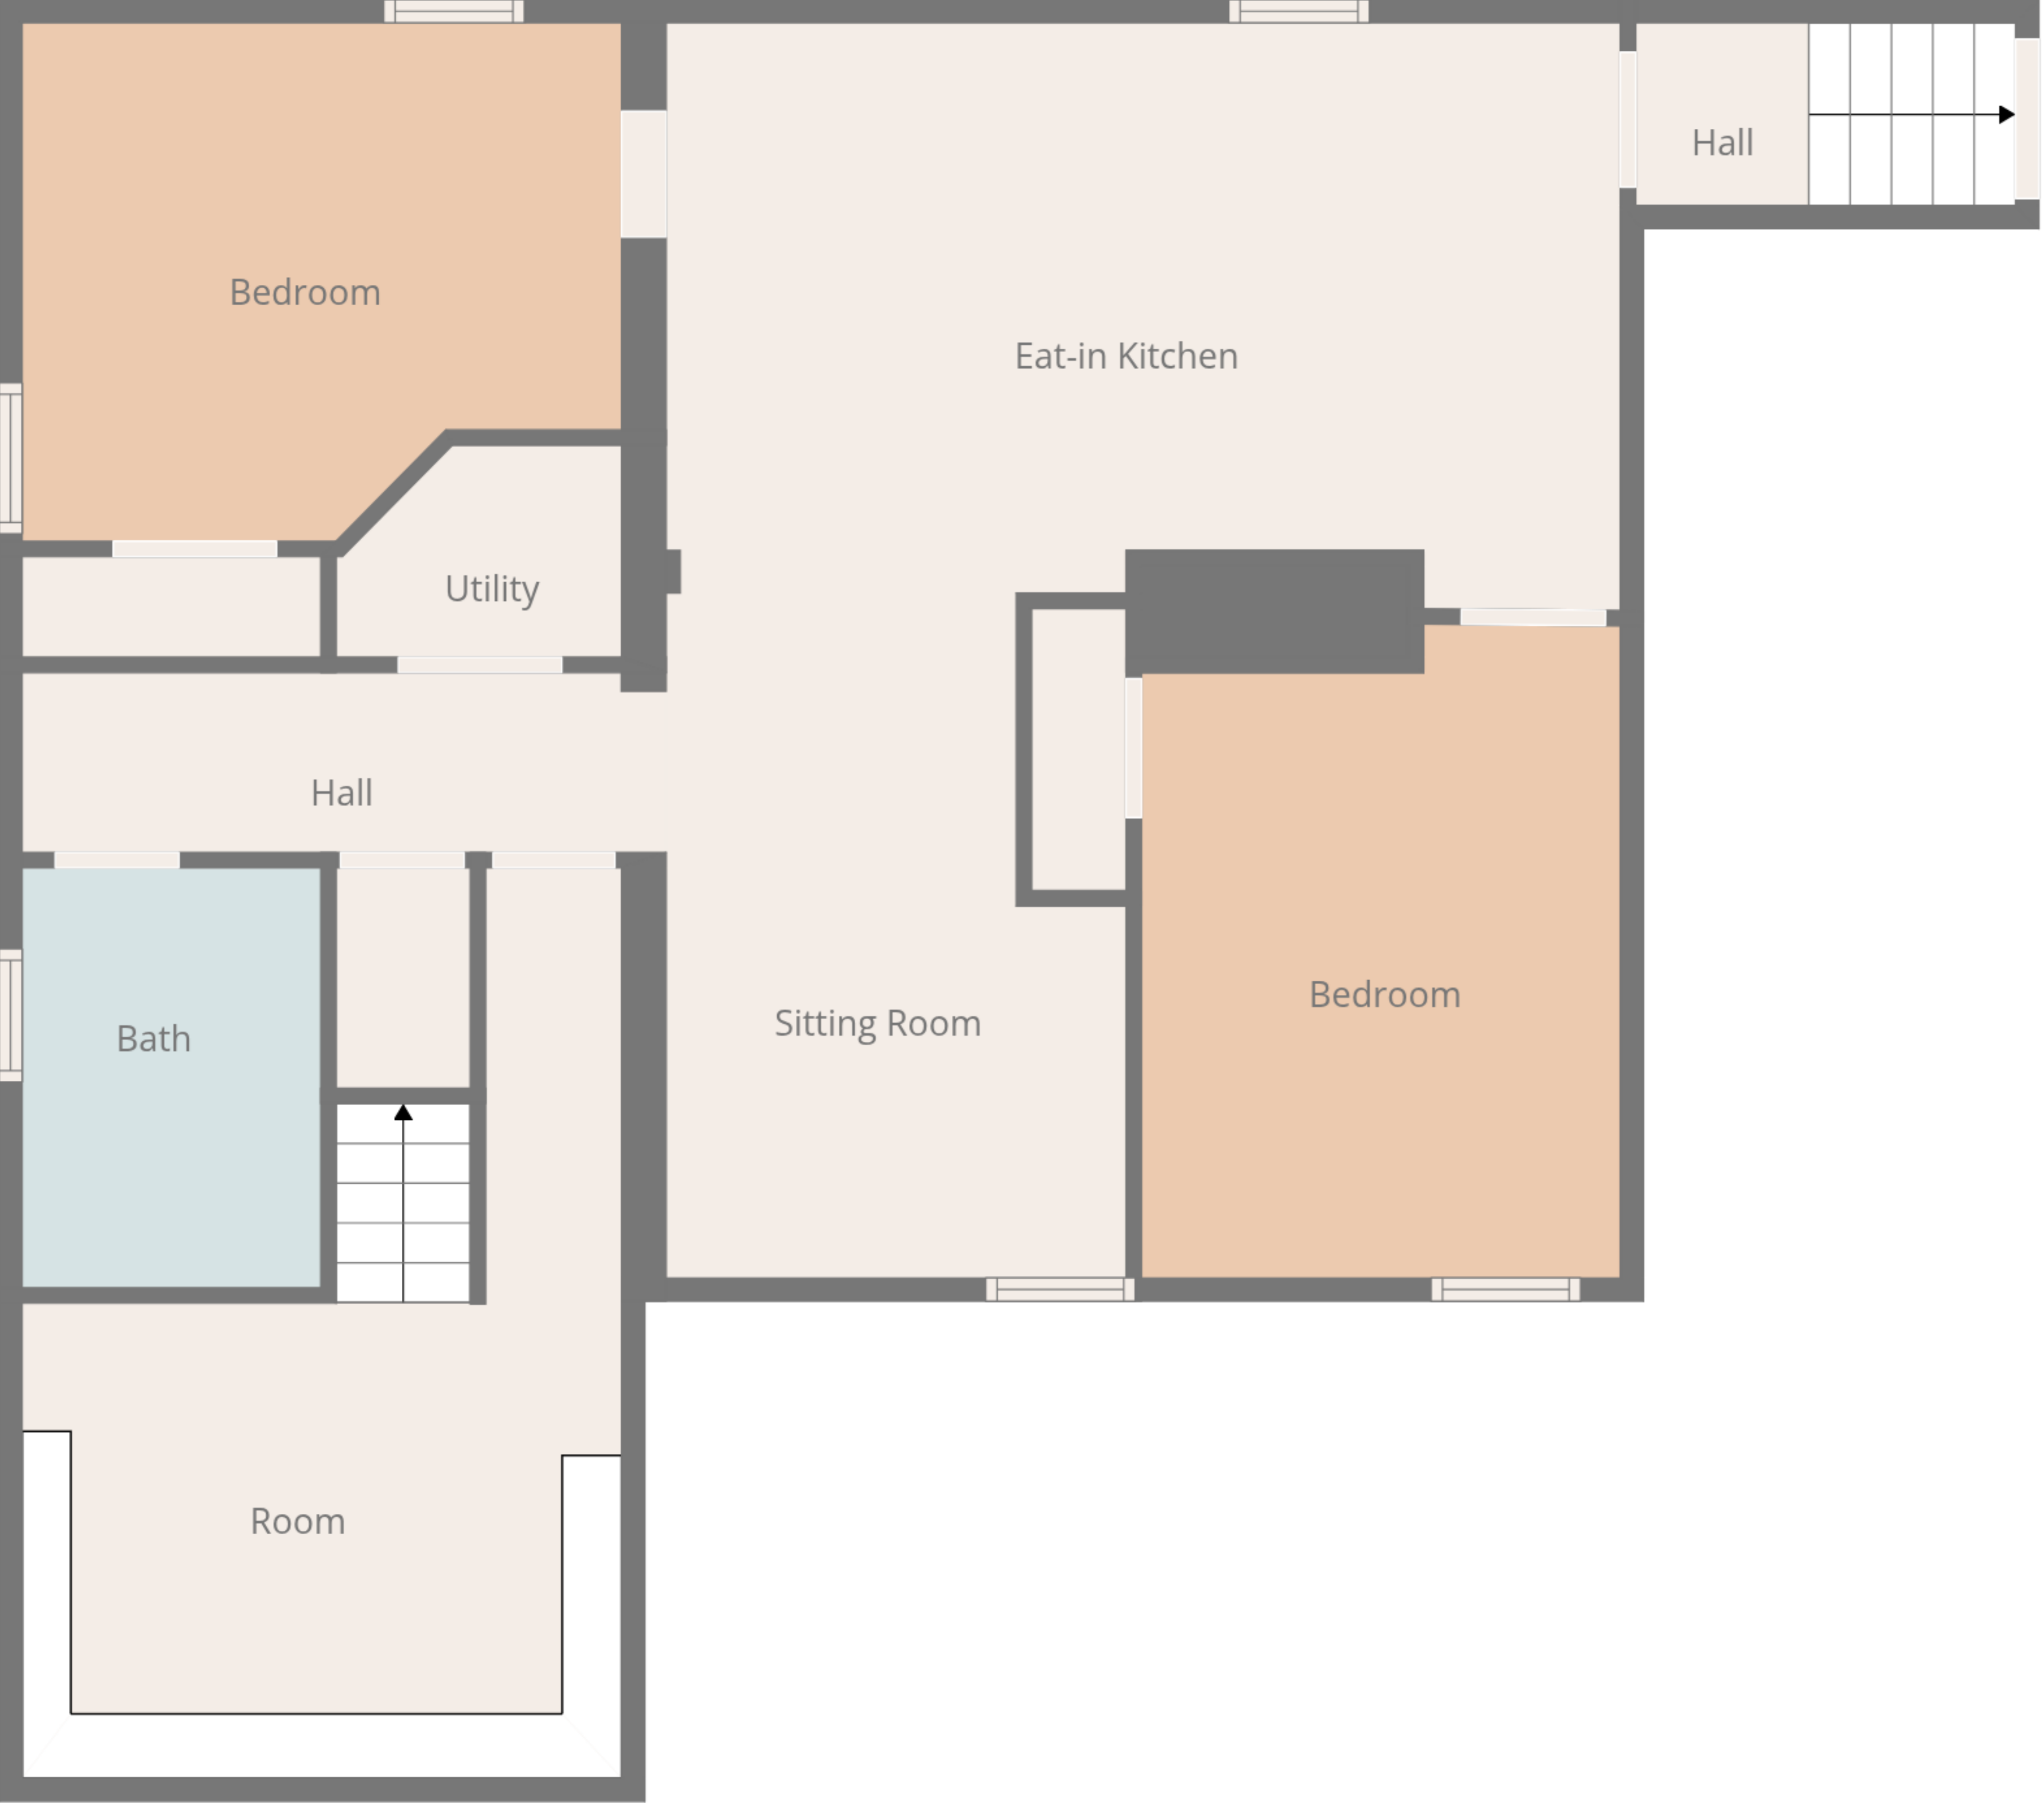 Hall
Bedroom
Eat-in Kitchen
Utility
Hall
Bedroom
Sitting Room
Bath
Room